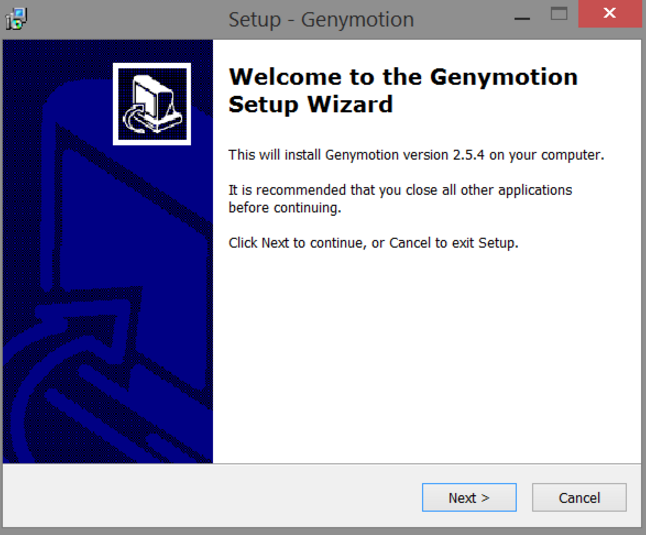 Setup - Genymotion
Welcome to the Genymotion
Setup Wizard
This will install Genymotion version 2.5.4 on your computer.
It is recommended that you close all other applications
before continuing.
Click Next to continue, or Cancel to exit Setup.
Next >
Cancel